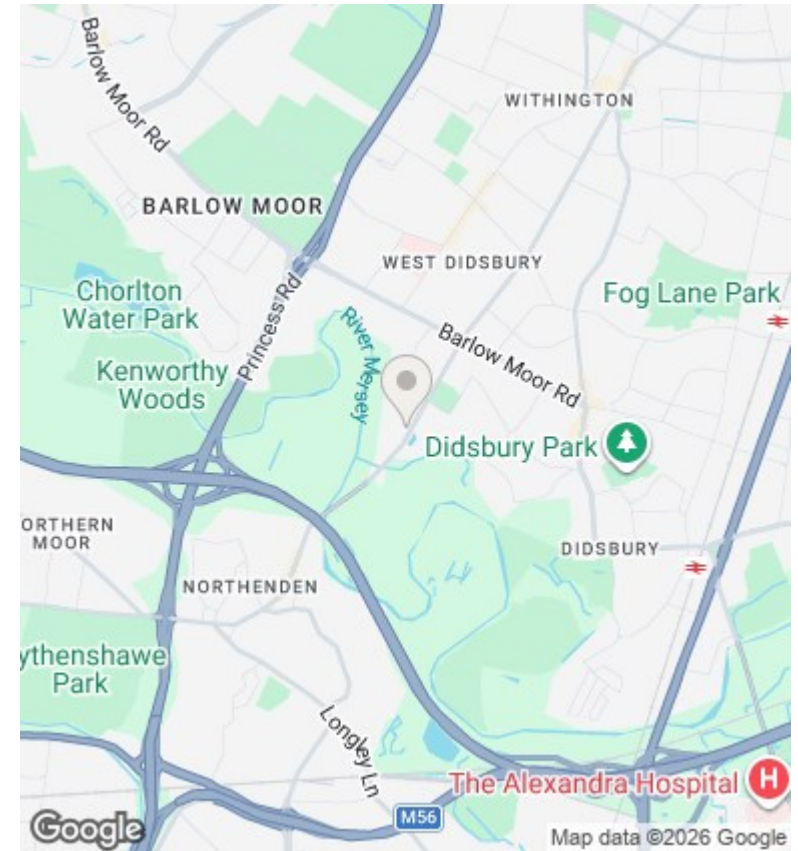 Barlow Moor Rd
WITHINGTON
BARLOW MOOR
WEST DIDSBURY
Chorlton
Water Park
Princess Rd
Fog Lane Park
River Mersey
Barlow Moor Rd
Kenworthy
Woods
Didsbury Park
ORTHERN
MOOR
DIDSBURY
NORTHENDEN
ythenshawe
Park
Longley Ln
The Alexandra Hospital
H
M56
Google
Map data ©2026 Google